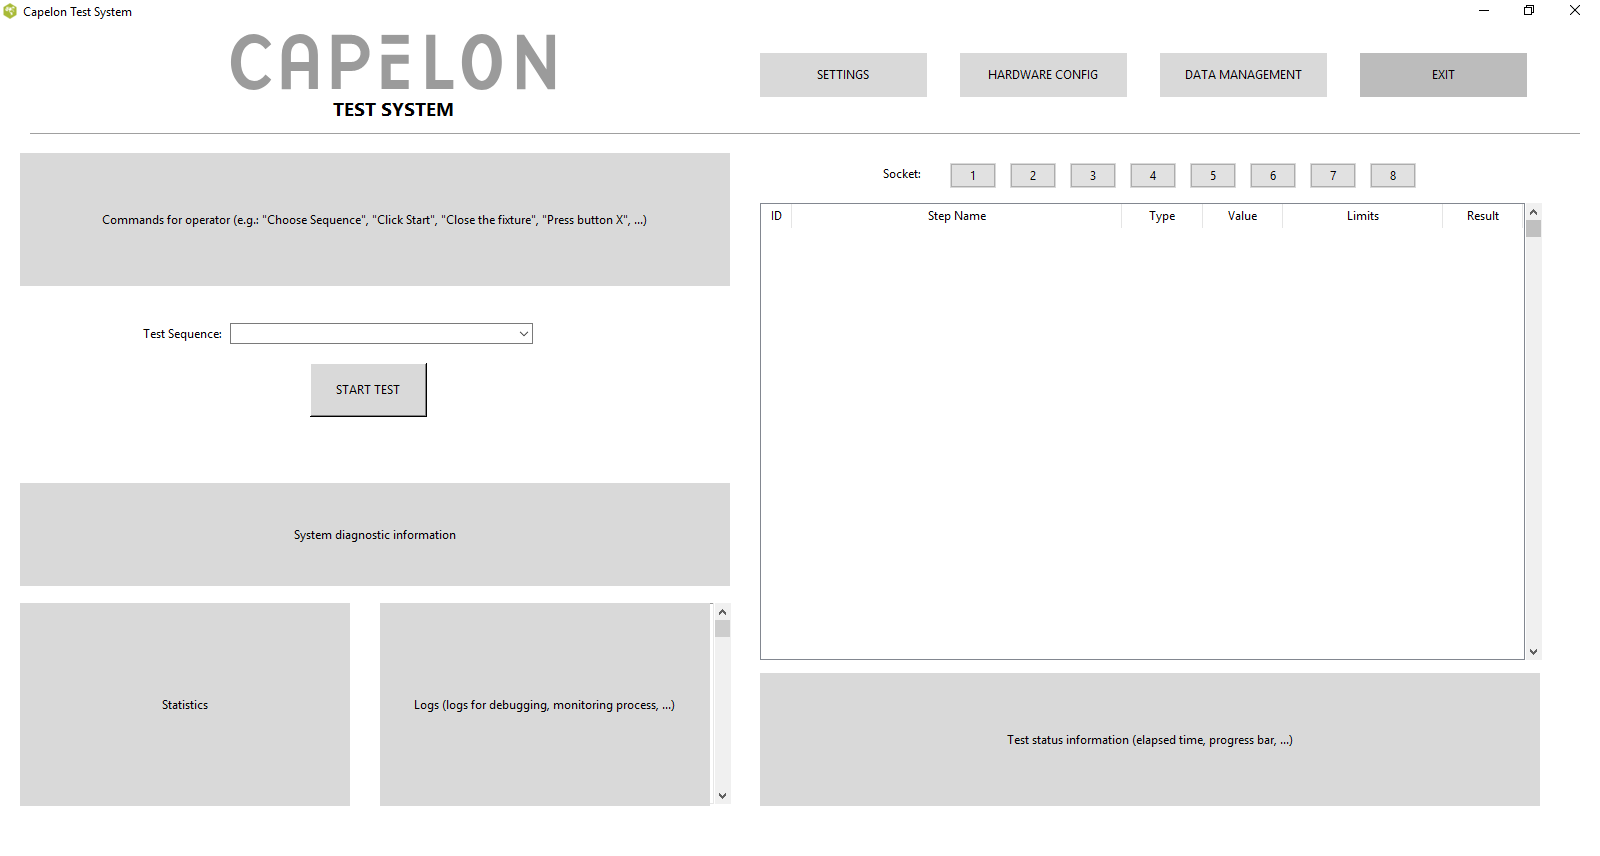 Capelon Test System
CAPELON
TEST SYSTEM
SETTINGS
HARDWARE CONFIG
DATA MANAGEMENT
EXIT
Commands for operator (e.g.: "Choose Sequence", "Click Start", "Close the fixture", "Press button X", ...)
Test Sequence:
START TEST
System diagnostic information
Statistics
Logs (logs for debugging, monitoring process, ...)
Socket: 1 2 3 4 5 6 7 8
ID Step Name Type Value Limits Result
Test status information (elapsed time, progress bar, ...)